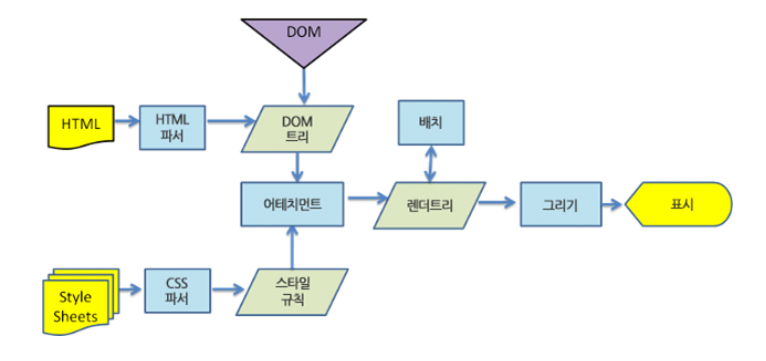 DOM
HTML
HTML
파서
DOM
트리
배치
어테치먼트
렌더트리
그리기
표시
Style
Sheets
CSS
파서
스타일
규칙